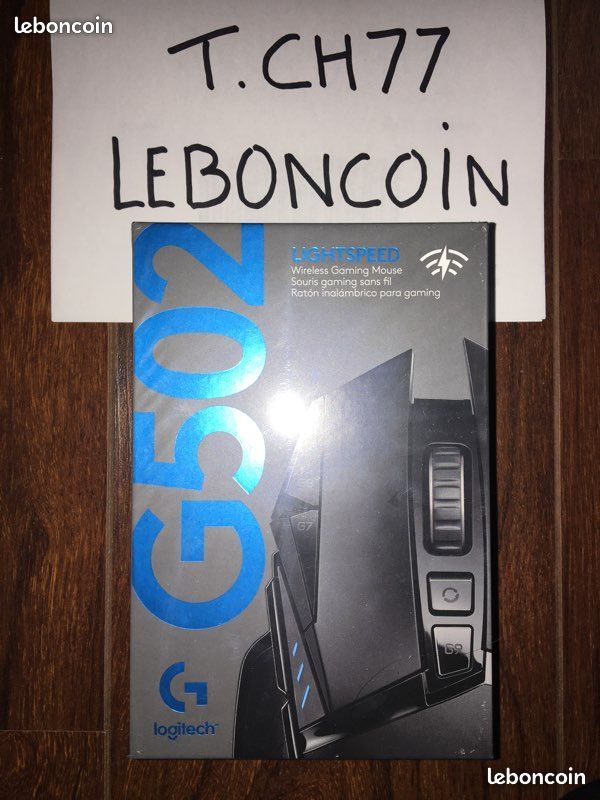 leboncoin
T.CH77
LEBONCOIN
G502
LIGHTSPEED
Wireless Gaming Mouse
Souris gaming sans fil
Ratón inalámbrico para gaming
G7
G9
G
logitech
leboncoin